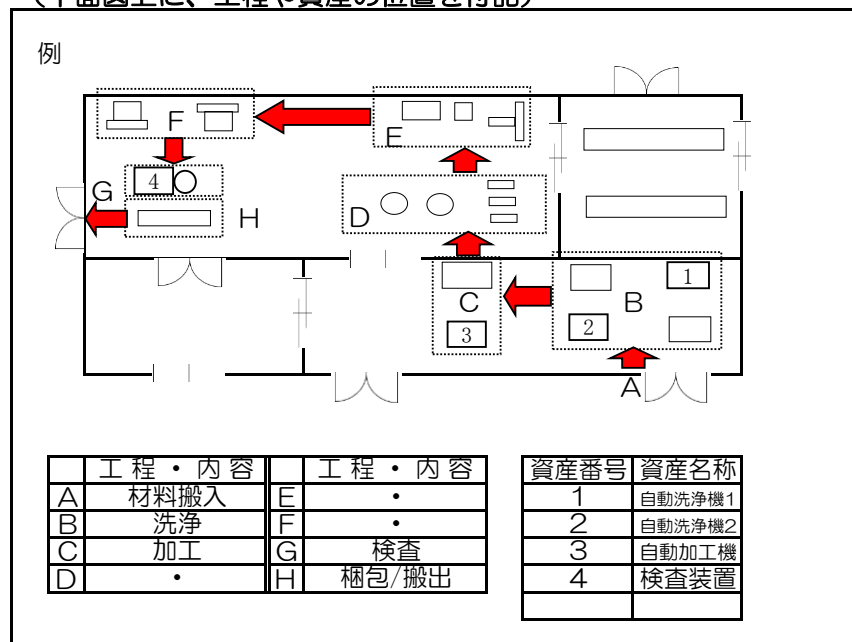 （平面図上に、工程や資産の位置を付記）
例
F
E
4
G
H
D
1
C
B
2
3
A
工程・内容 工程・内容
A 材料搬入 E ・
B 洗浄 F ・
C 加工 G 検査
D ・ H 梱包/搬出
資産番号 資産名称
1 自動洗浄機1
2 自動洗浄機2
3 自動加工機
4 検査装置